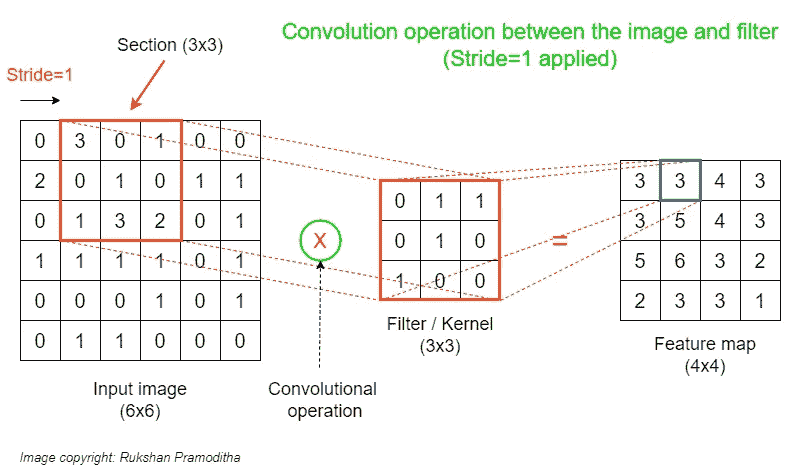 Convolution operation between the image and filter
(Stride=1 applied)
Section (3x3)
Stride=1
0 3 0 1 0 0
2 0 1 0 1 1
0 1 3 2 0 1
1 1 1 1 0 1
0 0 0 1 0 1
0 1 1 0 0 0
Input image
(6x6)
X
Convolutional
operation
0 1 1
0 1 0
1 0 0
Filter / Kernel
(3x3)
=
3 3 4 3
3 5 4 3
5 6 3 2
2 3 3 1
Feature map
(4x4)
Image copyright: Rukshan Pramoditha